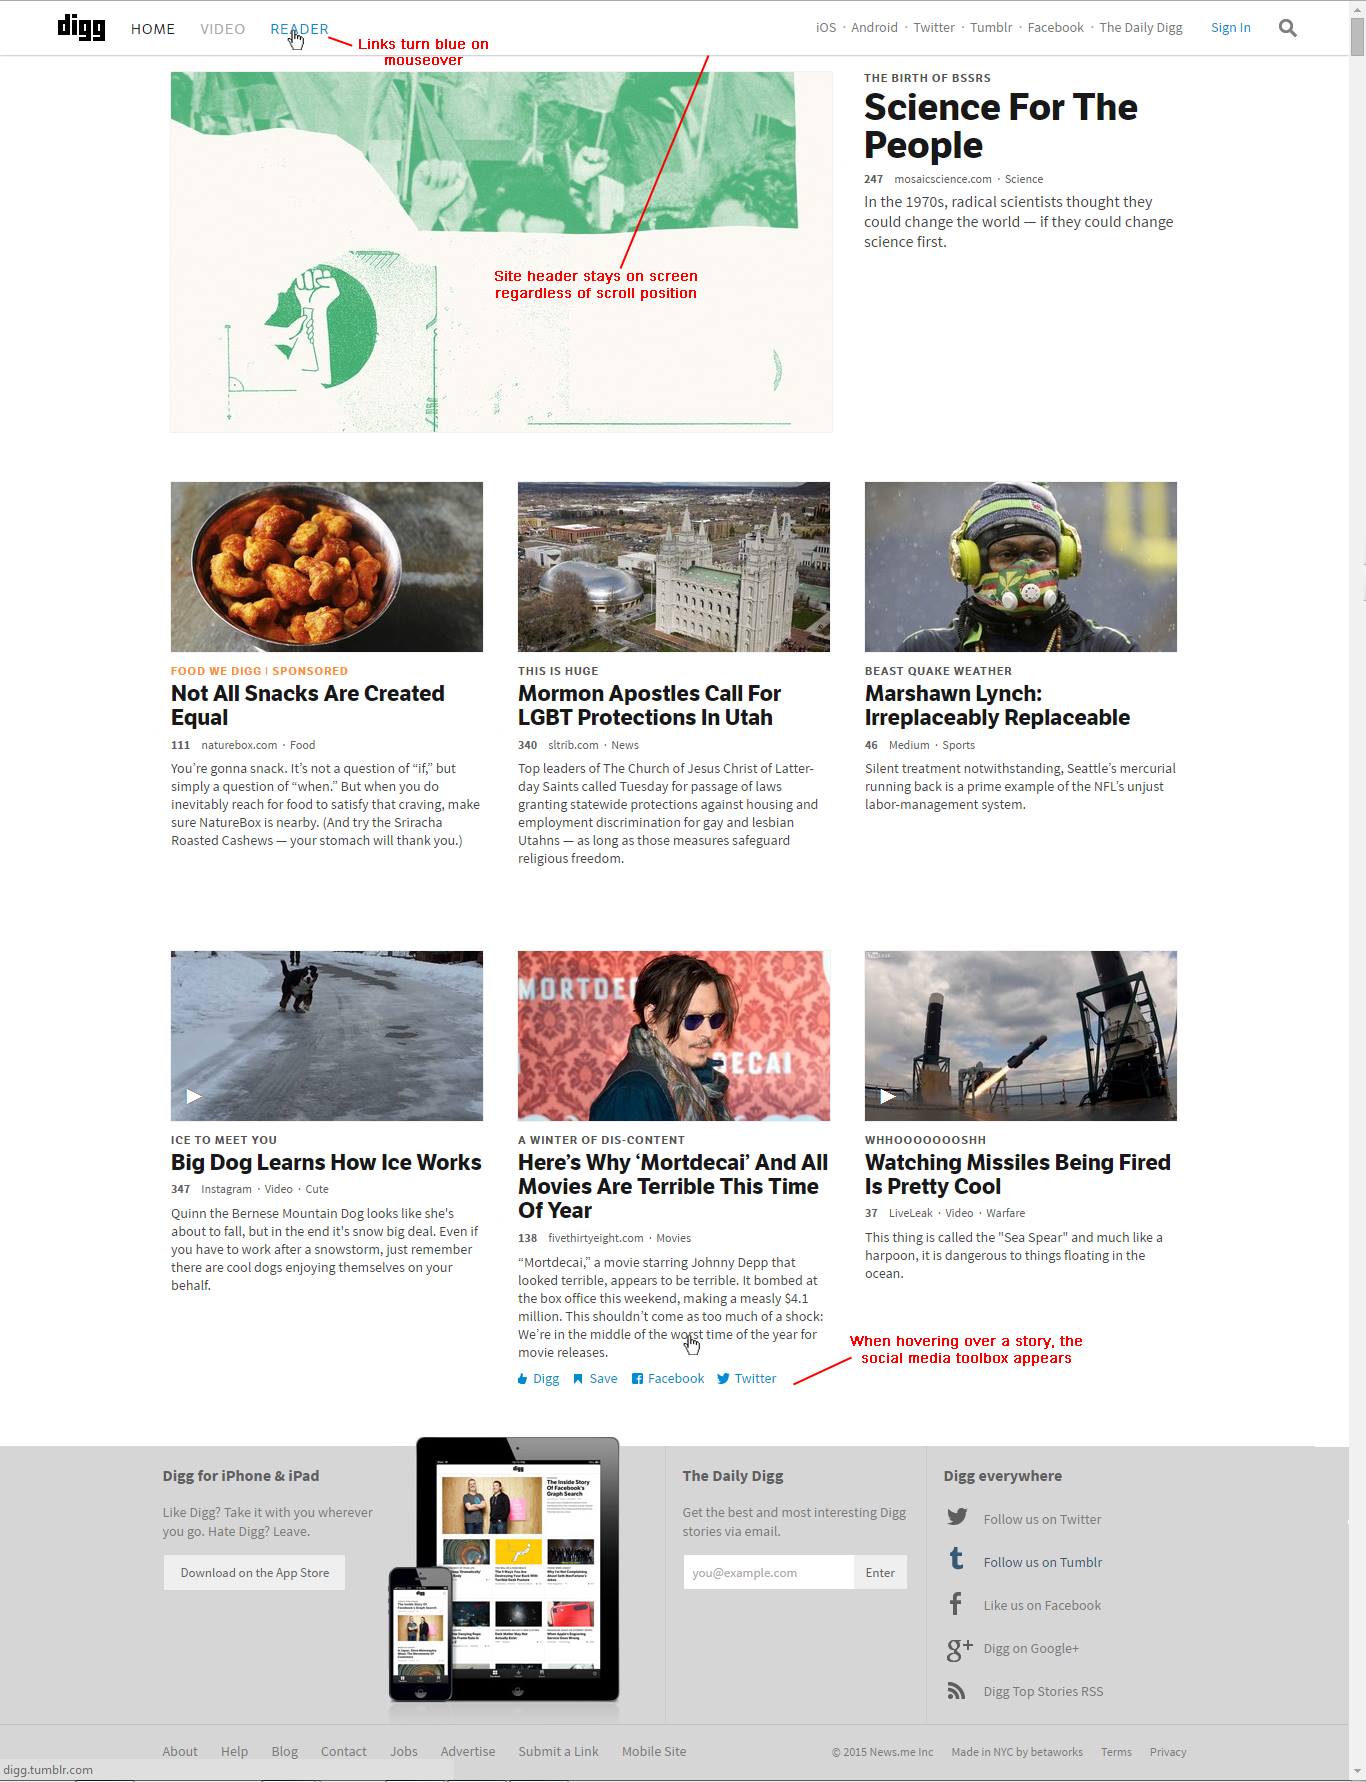 digg HOME VIDEO READER iOS · Android · Twitter · Tumblr · Facebook · The Daily Digg Sign In
Links turn blue on
mouseover
THE BIRTH OF BSSRS
Science For The
People
247 mosaicscience.com · Science
In the 1970s, radical scientists thought they
could change the world — if they could change
science first.
Site header stays on screen
regardless of scroll position
FOOD WE DIGG | SPONSORED
Not All Snacks Are Created
Equal
111 naturebox.com · Food
You’re gonna snack. It’s not a question of “if,” but
simply a question of “when.” But when you do
inevitably reach for food to satisfy that craving, make
sure NatureBox is nearby. (And try the Sriracha
Roasted Cashews — your stomach will thank you.)
THIS IS HUGE
Mormon Apostles Call For
LGBT Protections In Utah
340 sltrib.com · News
Top leaders of The Church of Jesus Christ of Latter-
day Saints called Tuesday for passage of laws
granting statewide protections against housing and
employment discrimination for gay and lesbian
Utahns — as long as those measures safeguard
religious freedom.
BEAST QUAKE WEATHER
Marshawn Lynch:
Irreplaceably Replaceable
46 Medium · Sports
Silent treatment notwithstanding, Seattle’s mercurial
running back is a prime example of the NFL’s unjust
labor-management system.
ICE TO MEET YOU
Big Dog Learns How Ice Works
347 Instagram · Video · Cute
Quinn the Bernese Mountain Dog looks like she's
about to fall, but in the end it's snow big deal. Even if
you have to work after a snowstorm, just remember
there are cool dogs enjoying themselves on your
behalf.
MORTDE
DECAI
A WINTER OF DIS-CONTENT
Here’s Why ‘Mortdecai’ And All
Movies Are Terrible This Time
Of Year
138 fivethirtyeight.com · Movies
“Mortdecai,” a movie starring Johnny Depp that
looked terrible, appears to be terrible. It bombed at
the box office this weekend, making a measly $4.1
million. This shouldn’t come as too much of a shock:
We’re in the middle of the worst time of the year for
movie releases.
Digg Save Facebook Twitter
WHHOOOOOOOSHH
Watching Missiles Being Fired
Is Pretty Cool
37 LiveLeak · Video · Warfare
This thing is called the "Sea Spear" and much like a
harpoon, it is dangerous to things floating in the
ocean.
When hovering over a story, the
social media toolbox appears
Digg for iPhone & iPad
Like Digg? Take it with you wherever
you go. Hate Digg? Leave.
Download on the App Store
digg
The Inside Story
Of Facebook's
Graph Search
The Daily Digg
Get the best and most interesting Digg
stories via email.
you@example.com Enter
Digg everywhere
Follow us on Twitter
Follow us on Tumblr
Like us on Facebook
Digg on Google+
Digg Top Stories RSS
About Help Blog Contact Jobs Advertise Submit a Link Mobile Site © 2015 News.me Inc Made in NYC by betaworks Terms Privacy
digg.tumblr.com